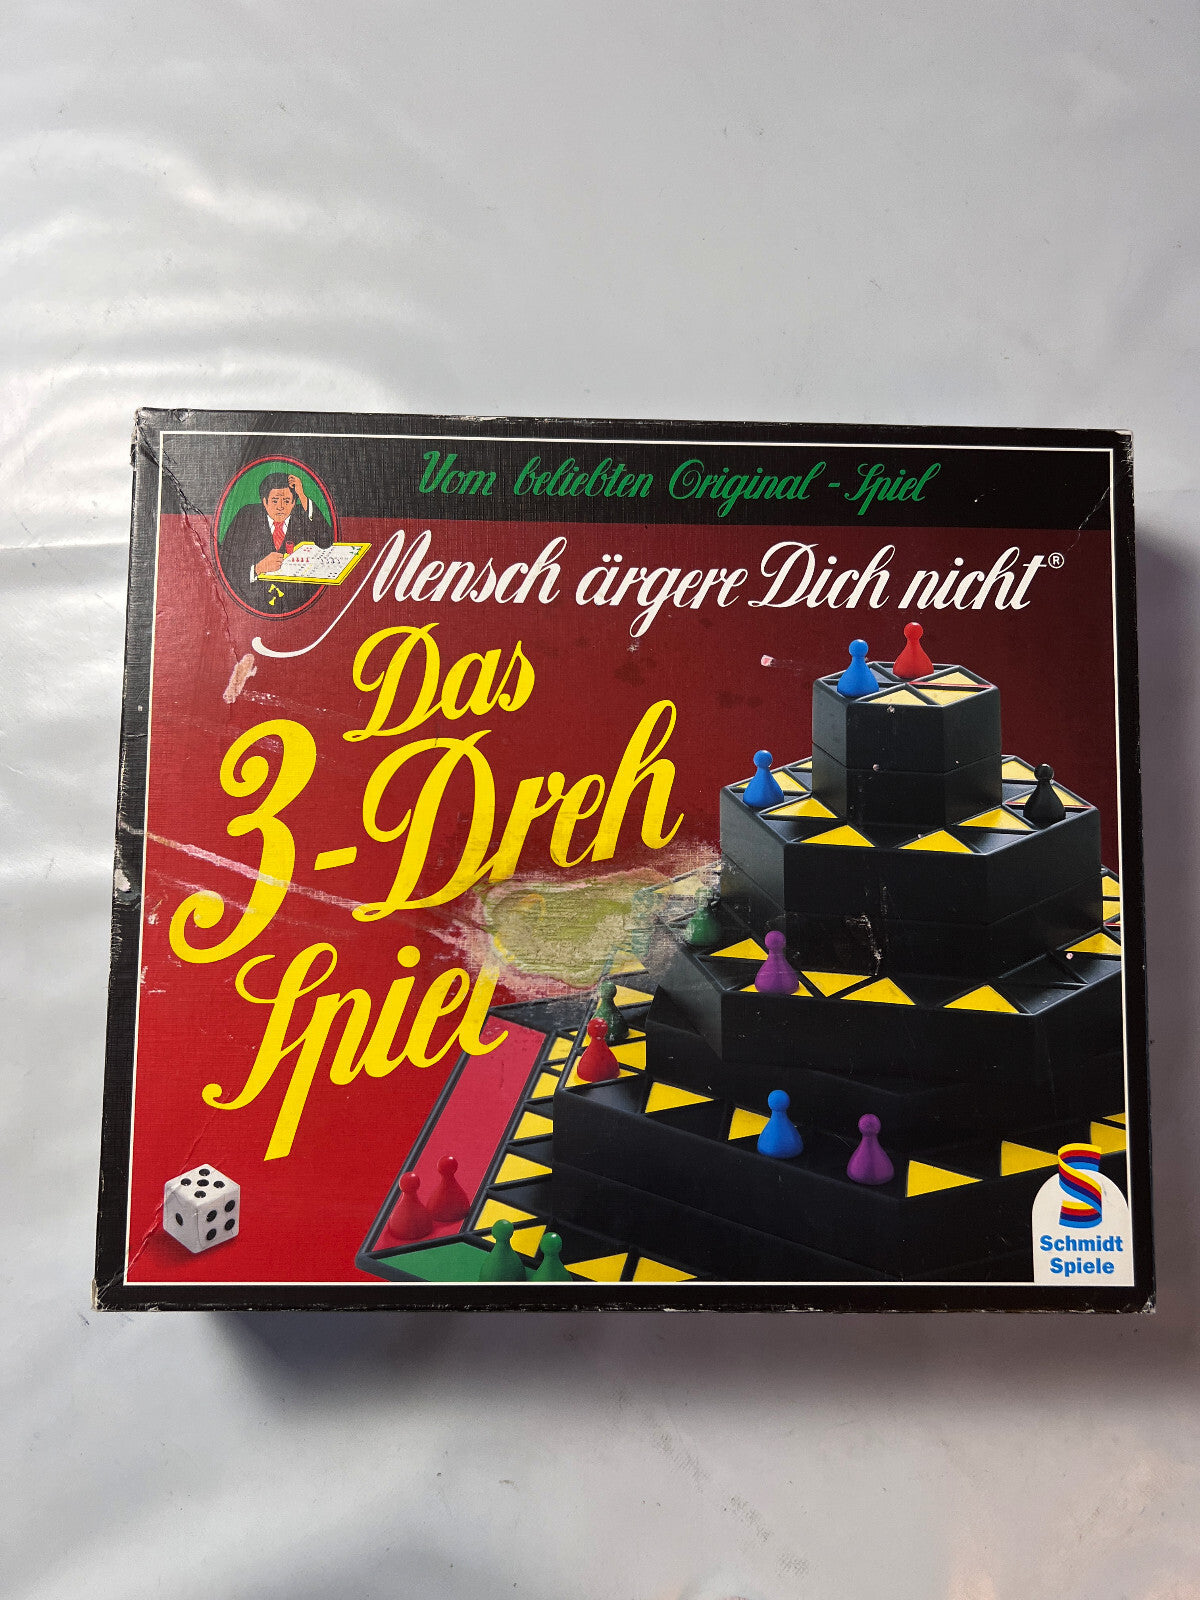 Vom beliebten Original-Spiel
Mensch ärgere Dich nicht®
Das
3-Dreh
Spiel
Schmidt
Spiele